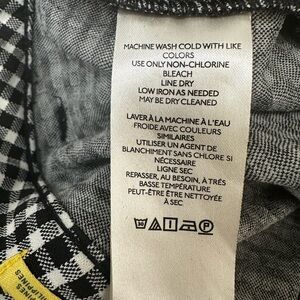 MACHINE WASH COLD WITH LIKE
COLORS
USE ONLY NON-CHLORINE
BLEACH
LINE DRY
LOW IRON AS NEEDED
MAY BE DRY CLEANED
LAVER À LA MACHINE À L'EAU
FROIDE AVEC COULEURS
SIMILAIRES
UTILISER UN AGENT DE
BLANCHIMENT SANS CHLORE SI
NÉCESSAIRE
LIGNE SEC
REPASSER, AU BESOIN, À TRÈS
BASSE TEMPÉRATURE
PEUT-ÊTRE ÊTRE NETTOYÉE
À SEC
P
PHILIPPINES